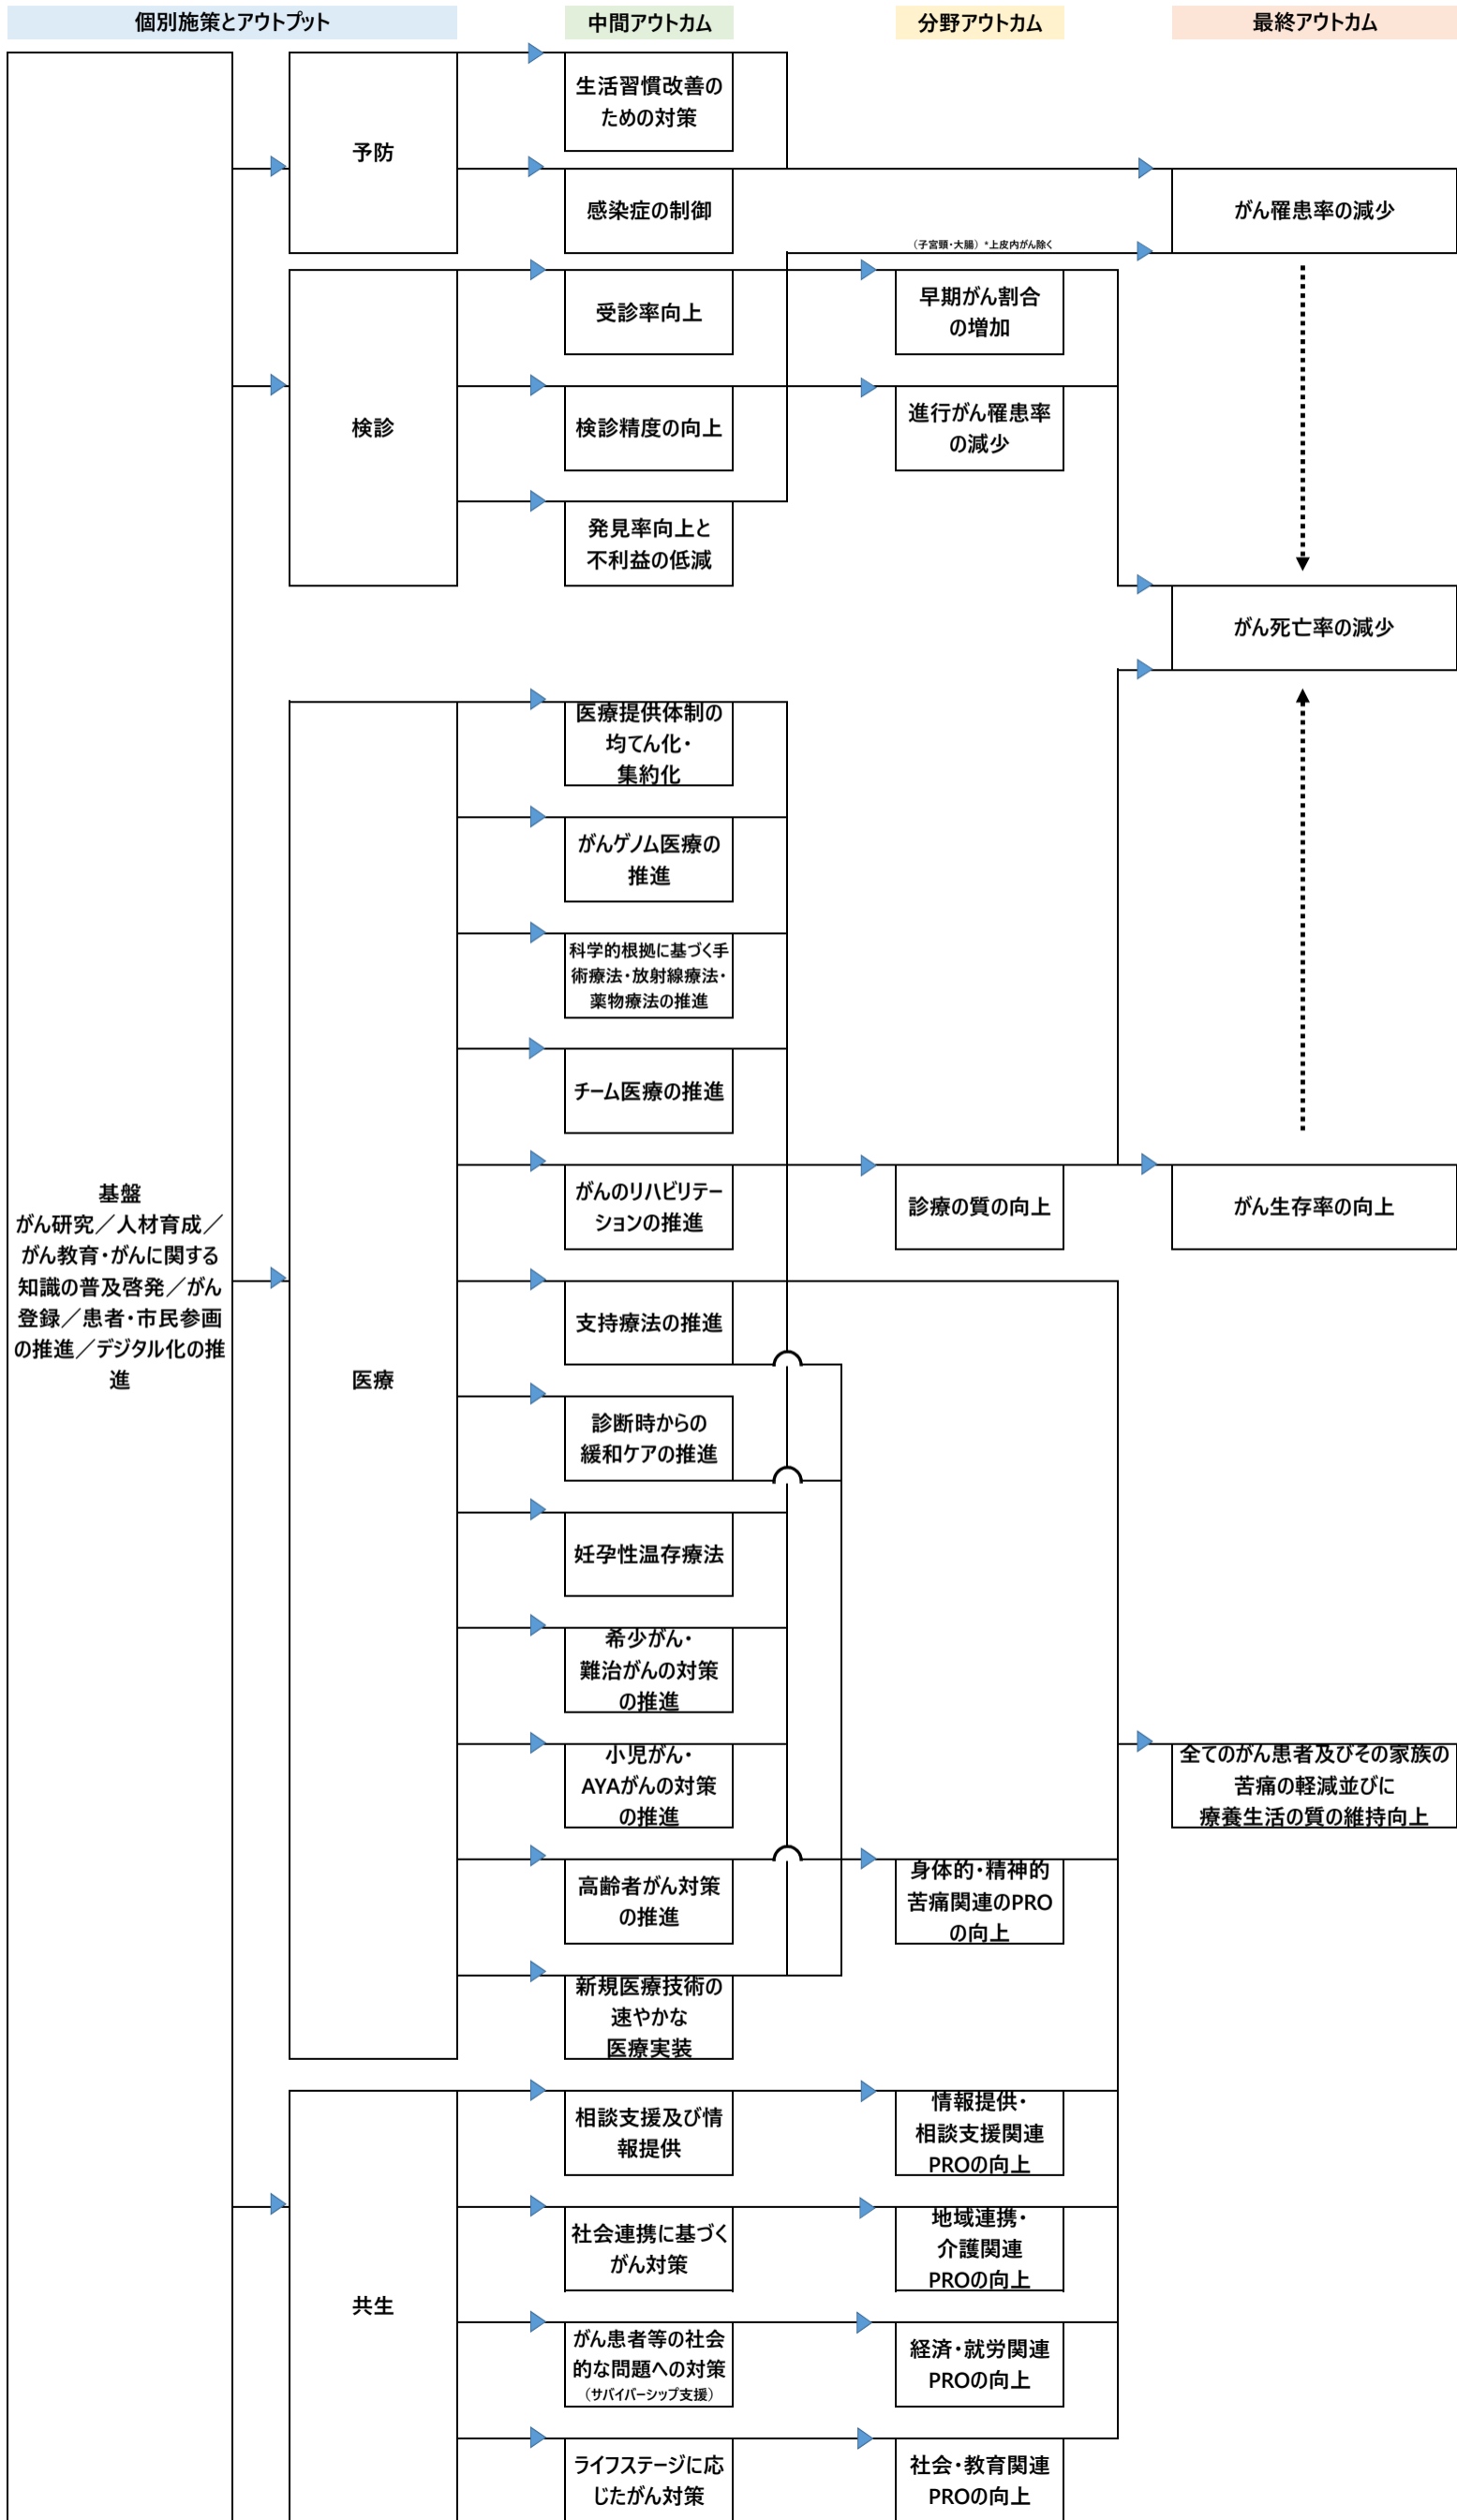 個別施策とアウトプット
中間アウトカム
分野アウトカム
最終アウトカム
基盤
がん研究／人材育成／
がん教育・がんに関する
知識の普及啓発／がん
登録／患者・市民参画
の推進／デジタル化の推
進
予防
生活習慣改善の
ための対策
感染症の制御
がん罹患率の減少
（子宮頸・大腸）*上皮内がん除く
検診
受診率向上
早期がん割合
の増加
検診精度の向上
進行がん罹患率
の減少
発見率向上と
不利益の低減
がん死亡率の減少
医療
医療提供体制の
均てん化・
集約化
がんゲノム医療の
推進
科学的根拠に基づく手
術療法・放射線療法・
薬物療法の推進
チーム医療の推進
がんのリハビリテー
ションの推進
診療の質の向上
がん生存率の向上
支持療法の推進
診断時からの
緩和ケアの推進
妊孕性温存療法
希少がん・
難治がんの対策
の推進
小児がん・
AYAがんの対策
の推進
全てのがん患者及びその家族の
苦痛の軽減並びに
療養生活の質の維持向上
高齢者がん対策
の推進
身体的・精神的
苦痛関連のPRO
の向上
新規医療技術の
速やかな
医療実装
共生
相談支援及び情
報提供
情報提供・
相談支援関連
PROの向上
社会連携に基づく
がん対策
地域連携・
介護関連
PROの向上
がん患者等の社会
的な問題への対策
（サバイバーシップ支援）
経済・就労関連
PROの向上
ライフステージに応
じたがん対策
社会・教育関連
PROの向上